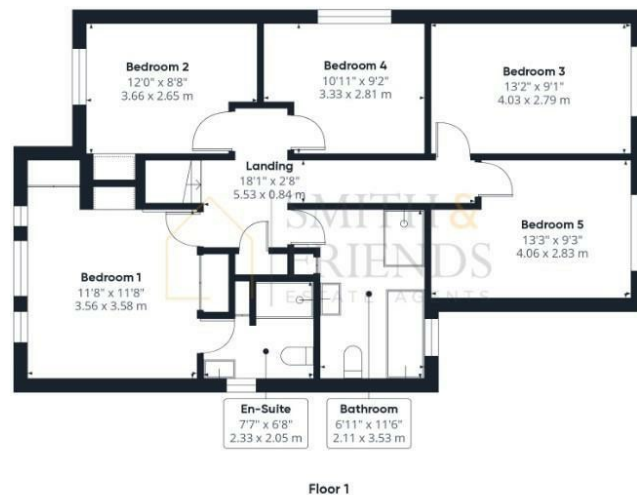 Bedroom 2
12'0" x 8'8"
3.66 x 2.65 m
Bedroom 4
10'11" x 9'2"
3.33 x 2.81 m
Bedroom 3
13'2" x 9'1"
4.03 x 2.79 m
Landing
18'1" x 2'8"
5.53 x 0.84 m
SMITH &
FRIENDS
ESTATE AGENTS
Bedroom 5
13'3" x 9'3"
4.06 x 2.83 m
Bedroom 1
11'8" x 11'8"
3.56 x 3.58 m
En-Suite
7'7" x 6'8"
2.33 x 2.05 m
Bathroom
6'11" x 11'6"
2.11 x 3.53 m
Floor 1